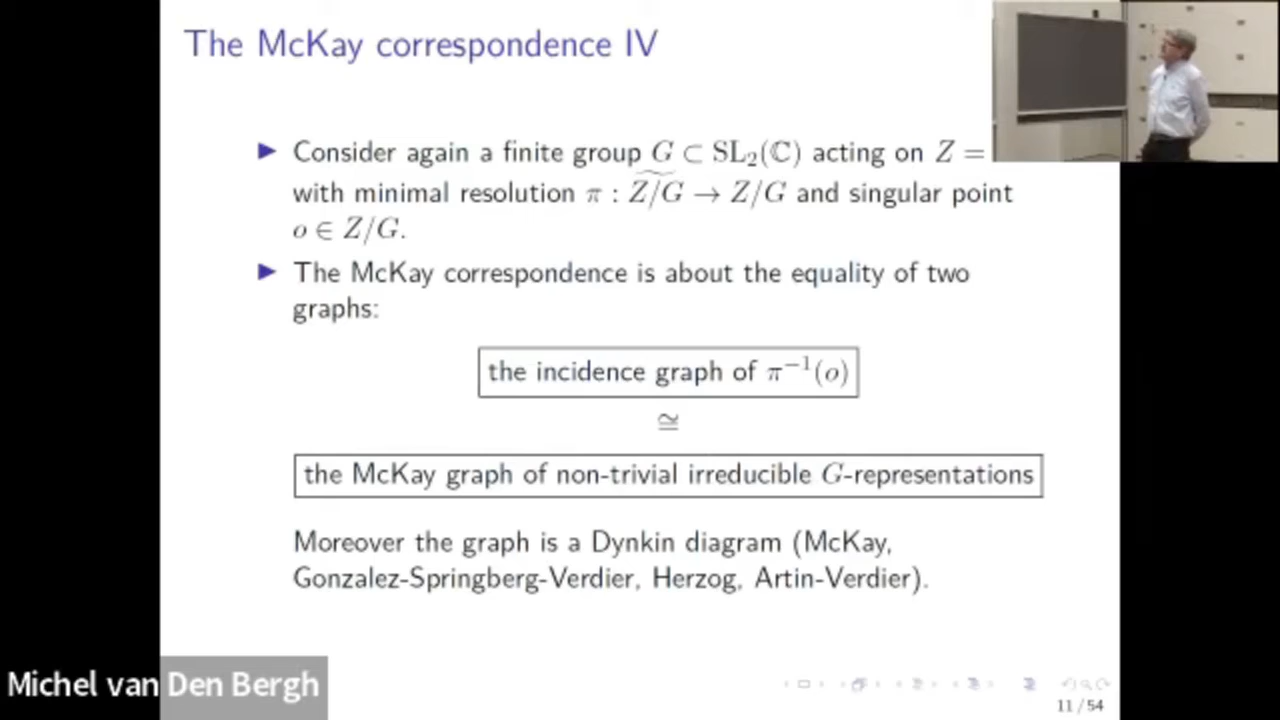 The McKay correspondence IV
Consider again a finite group G ⊂ SL₂(ℂ) acting on Z =
with minimal resolution π : Z͠/G → Z/G and singular point
o ∈ Z/G.
The McKay correspondence is about the equality of two
graphs:
the incidence graph of π⁻¹(o)
≅
the McKay graph of non-trivial irreducible G-representations
Moreover the graph is a Dynkin diagram (McKay,
Gonzalez-Springberg-Verdier, Herzog, Artin-Verdier).
Michel van Den Bergh
11 / 54